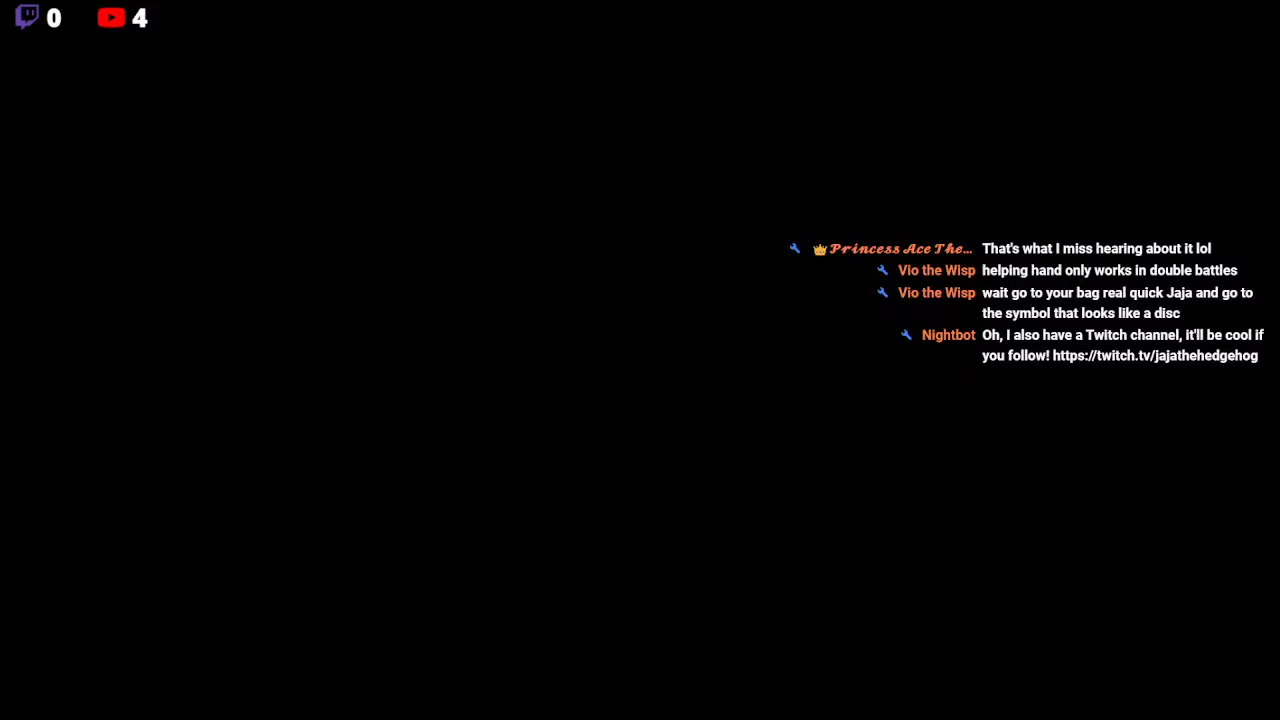 0 4
👑𝓟𝓻𝓲𝓷𝓬𝓮𝓼𝓼 𝓐𝓬𝓮 𝓣𝓱𝓮... That's what I miss hearing about it lol
Vio the Wisp helping hand only works in double battles
Vio the Wisp wait go to your bag real quick Jaja and go to
the symbol that looks like a disc
Nightbot Oh, I also have a Twitch channel, it'll be cool if
you follow! https://twitch.tv/jajathehedgehog